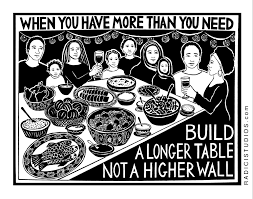 WHEN YOU HAVE MORE THAN YOU NEED
BUILD
A LONGER TABLE
NOT A HIGHER WALL
RADICISTUDIOS.COM